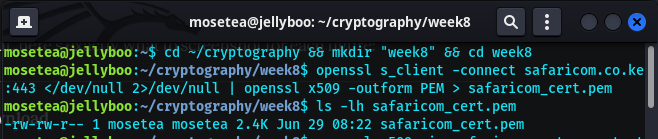 mosetea@jellyboo: ~/cryptography/week8
mosetea@jellyboo:~$ cd ~/cryptography && mkdir "week8" && cd week8
mosetea@jellyboo:~/cryptography/week8$ openssl s_client -connect safaricom.co.ke
:443 </dev/null 2>/dev/null | openssl x509 -outform PEM > safaricom_cert.pem
mosetea@jellyboo:~/cryptography/week8$ ls -lh safaricom_cert.pem
-rw-rw-r-- 1 mosetea mosetea 2.4K Jun 29 08:22 safaricom_cert.pem